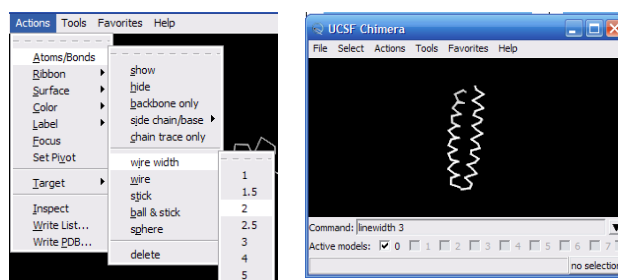 Actions Tools Favorites Help
Atoms/Bonds
Ribbon
Surface
Color
Label
Focus
Set Pivot
Target
Inspect
Write List...
Write PDB...
show
hide
backbone only
side chain/base
chain trace only
wire width
wire
stick
ball & stick
sphere
delete
1
1.5
2
2.5
3
4
5
UCSF Chimera
File Select Actions Tools Favorites Help
Command: linewidth 3
Active models: 0 1 2 3 4 5 6 7
no selection